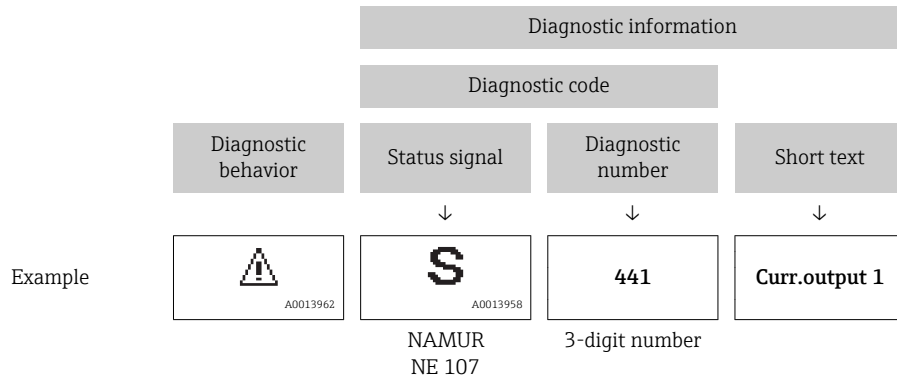 Diagnostic information
Diagnostic code
Diagnostic
behavior
Status signal
Diagnostic
number
Short text
↓ ↓ ↓
Example
A0013962
S
A0013958
441
Curr.output 1
NAMUR
NE 107
3-digit number